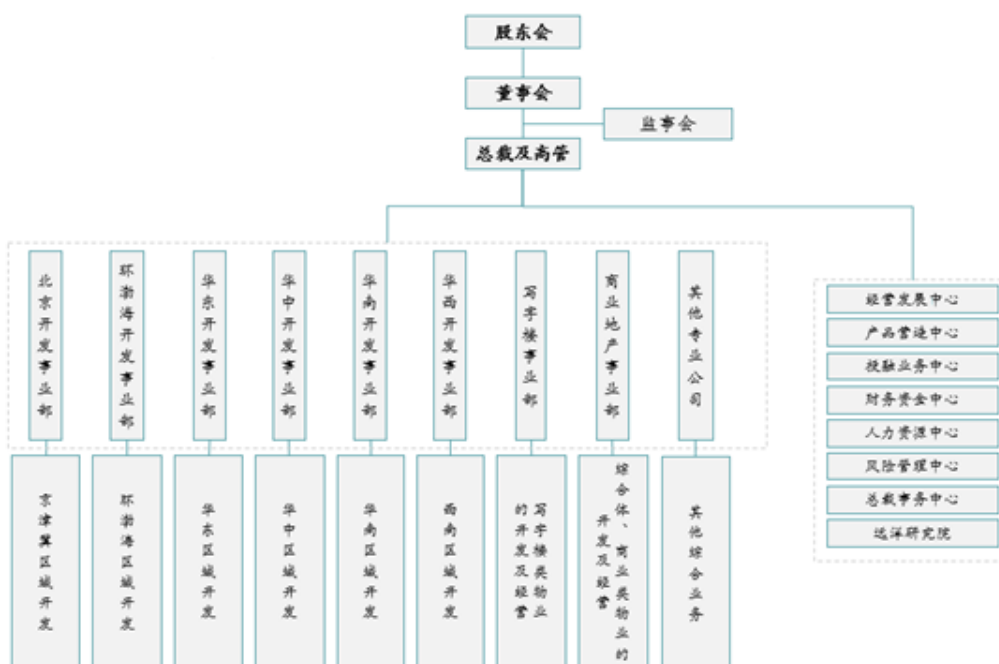 股东会
董事会
监事会
总裁及高管
北京开发事业部
环渤海开发事业部
华东开发事业部
华中开发事业部
华南开发事业部
华西开发事业部
写字楼事业部
商业地产事业部
其他专业公司
经营发展中心
产品营造中心
投融业务中心
财务资金中心
人力资源中心
风险管理中心
总裁事务中心
远洋研究院
京津冀区域开发
环渤海区域开发
华东区域开发
华中区域开发
华南区域开发
西南区域开发
写字楼类物业
的开发及经营
综合体、商业类物业的
开发及经营
其他综合业务